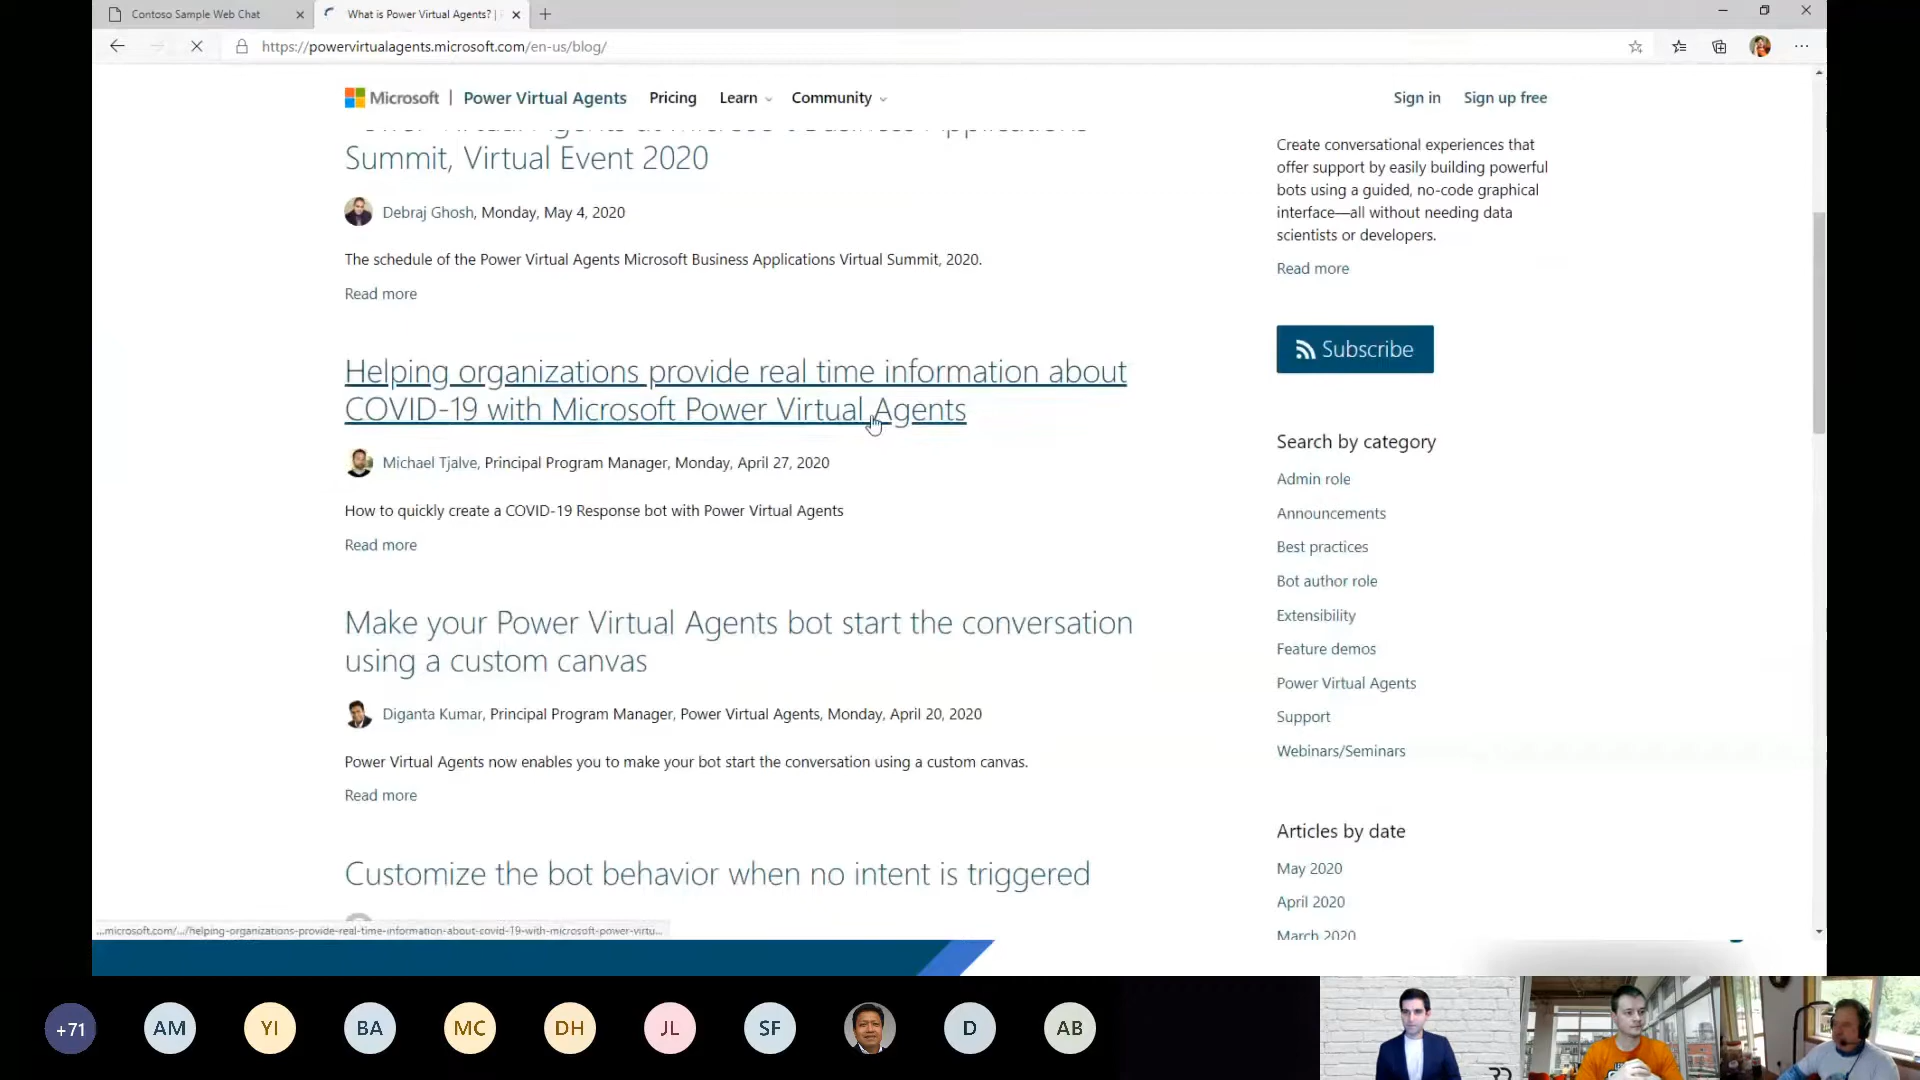 Contoso Sample Web Chat
What is Power Virtual Agents? |
https://powervirtualagents.microsoft.com/en-us/blog/
Microsoft | Power Virtual Agents Pricing Learn Community Sign in Sign up free
Power Virtual Agents at Microsoft Business Applications
Summit, Virtual Event 2020
Debraj Ghosh, Monday, May 4, 2020
The schedule of the Power Virtual Agents Microsoft Business Applications Virtual Summit, 2020.
Read more
Helping organizations provide real time information about
COVID-19 with Microsoft Power Virtual Agents
Michael Tjalve, Principal Program Manager, Monday, April 27, 2020
How to quickly create a COVID-19 Response bot with Power Virtual Agents
Read more
Make your Power Virtual Agents bot start the conversation
using a custom canvas
Diganta Kumar, Principal Program Manager, Power Virtual Agents, Monday, April 20, 2020
Power Virtual Agents now enables you to make your bot start the conversation using a custom canvas.
Read more
Customize the bot behavior when no intent is triggered
Create conversational experiences that
offer support by easily building powerful
bots using a guided, no-code graphical
interface—all without needing data
scientists or developers.
Read more
Subscribe
Search by category
Admin role
Announcements
Best practices
Bot author role
Extensibility
Feature demos
Power Virtual Agents
Support
Webinars/Seminars
Articles by date
May 2020
April 2020
March 2020
...microsoft.com/.../helping-organizations-provide-real-time-information-about-covid-19-with-microsoft-power-virtu...
+71 AM YI BA MC DH JL SF D AB